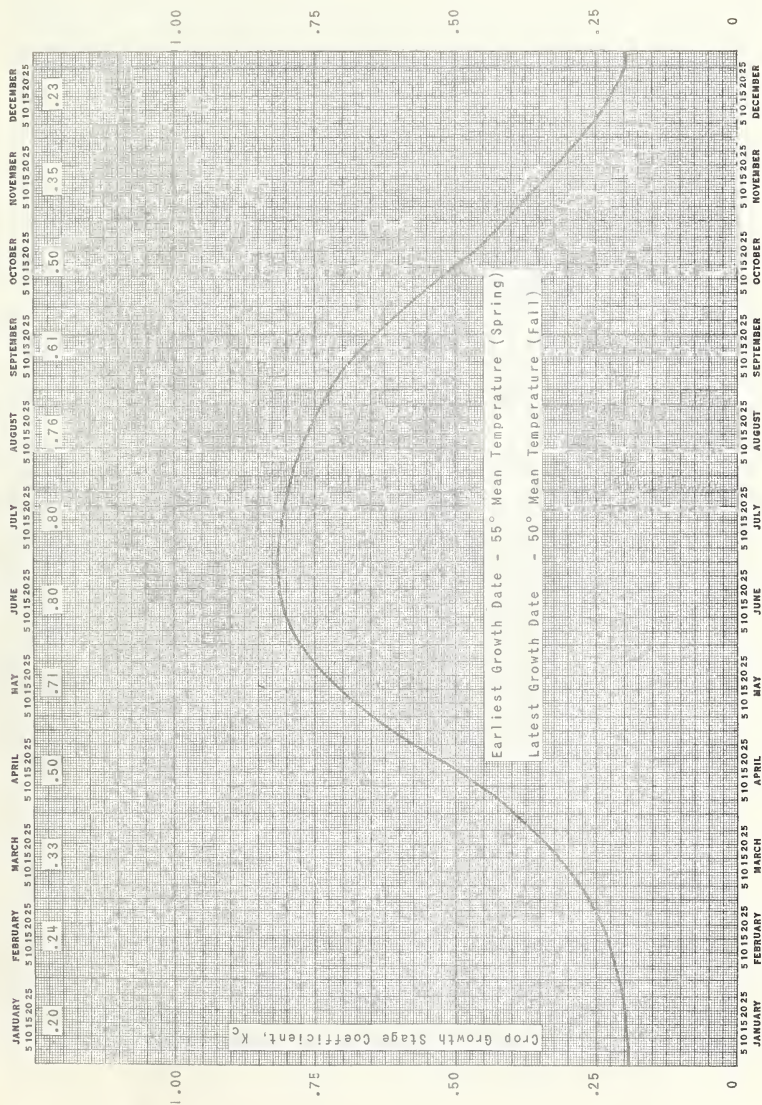 JANUARY FEBRUARY MARCH APRIL MAY JUNE JULY AUGUST SEPTEMBER OCTOBER NOVEMBER DECEMBER
5 10 15 20 25 5 10 15 20 25 5 10 15 20 25 5 10 15 20 25 5 10 15 20 25 5 10 15 20 25 5 10 15 20 25 5 10 15 20 25 5 10 15 20 25 5 10 15 20 25 5 10 15 20 25 5 10 15 20 25
.20 .24 .33 .50 .71 .80 .80 .76 .61 .50 .35 .23
1.00 1.00
.75 .75
.50 .50
.25 .25
0 0
Crop Growth Stage Coefficient, Kc
Earliest Growth Date - 55° Mean Temperature (Spring)
Latest Growth Date - 50° Mean Temperature (Fall)
5 10 15 20 25 5 10 15 20 25 5 10 15 20 25 5 10 15 20 25 5 10 15 20 25 5 10 15 20 25 5 10 15 20 25 5 10 15 20 25 5 10 15 20 25 5 10 15 20 25 5 10 15 20 25 5 10 15 20 25
JANUARY FEBRUARY MARCH APRIL MAY JUNE JULY AUGUST SEPTEMBER OCTOBER NOVEMBER DECEMBER